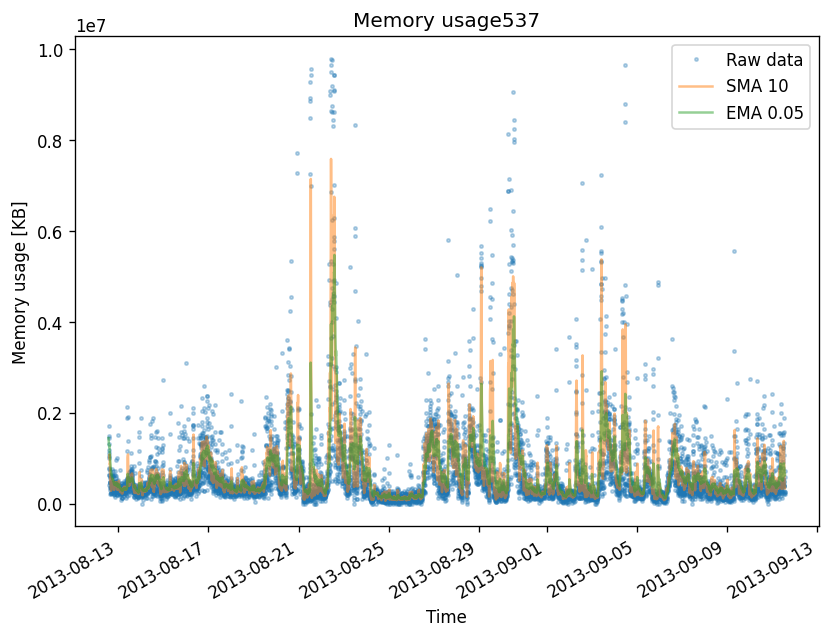 Memory usage537
1e7
Raw data
SMA 10
EMA 0.05
1.0
0.8
0.6
0.4
0.2
0.0
Memory usage [KB]
2013-08-13
2013-08-17
2013-08-21
2013-08-25
2013-08-29
2013-09-01
2013-09-05
2013-09-09
2013-09-13
Time